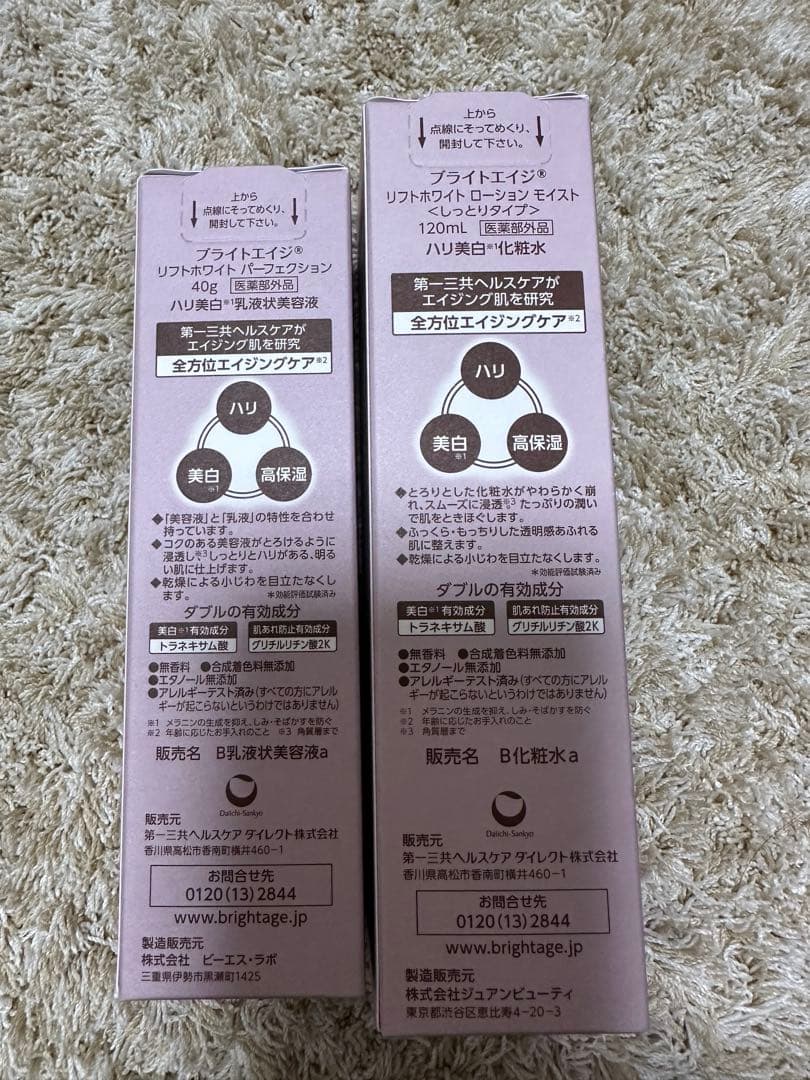 上から
点線にそってめくり、
開封して下さい。
ブライトエイジ®
リフトホワイト パーフェクション
40g 医薬部外品
ハリ美白※1乳液状美容液
第一三共ヘルスケアが
エイジング肌を研究
全方位エイジングケア※2
ハリ
美白※1
高保湿
◆「美容液」と「乳液」の特性を合わせ
持っています。
◆コクのある美容液がとろけるように
浸透し※3しっとりとハリがある、明る
い肌に仕上げます。
◆乾燥による小じわを目立たなくし
ます。 *効能評価試験済み
ダブルの有効成分
美白※1有効成分 肌あれ防止有効成分
トラネキサム酸 グリチルリチン酸2K
●無香料 ●合成着色料無添加
●エタノール無添加
●アレルギーテスト済み(すべての方にアレル
ギーが起こらないというわけではありません)
※1 メラニンの生成を抑え、しみ・そばかすを防ぐ
※2 年齢に応じたお手入れのこと ※3 角質層まで
販売名 B乳液状美容液a
Daiichi-Sankyo
販売元
第一三共ヘルスケア ダイレクト株式会社
香川県高松市香南町横井460-1
お問合せ先
0120(13)2844
www.brightage.jp
製造販売元
株式会社 ビーエス・ラボ
三重県伊勢市黒瀬町1425
上から
点線にそってめくり、
開封して下さい。
ブライトエイジ®
リフトホワイト ローション モイスト
<しっとりタイプ>
120mL 医薬部外品
ハリ美白※1化粧水
第一三共ヘルスケアが
エイジング肌を研究
全方位エイジングケア※2
ハリ
美白※1
高保湿
◆とろりとした化粧水がやわらかく崩
れ、スムーズに浸透※3たっぷりの潤い
で肌をときほぐします。
◆ふっくら・もっちりした透明感あふれる
肌に整えます。
◆乾燥による小じわを目立たなくします。
*効能評価試験済み
ダブルの有効成分
美白※1有効成分 肌あれ防止有効成分
トラネキサム酸 グリチルリチン酸2K
●無香料 ●合成着色料無添加
●エタノール無添加
●アレルギーテスト済み(すべての方にアレル
ギーが起こらないというわけではありません)
※1 メラニンの生成を抑え、しみ・そばかすを防ぐ
※2 年齢に応じたお手入れのこと
※3 角質層まで
販売名 B化粧水a
Daiichi-Sankyo
販売元
第一三共ヘルスケア ダイレクト株式会社
香川県高松市香南町横井460-1
お問合せ先
0120(13)2844
www.brightage.jp
製造販売元
株式会社ジュアンビューティ
東京都渋谷区恵比寿4-20-3